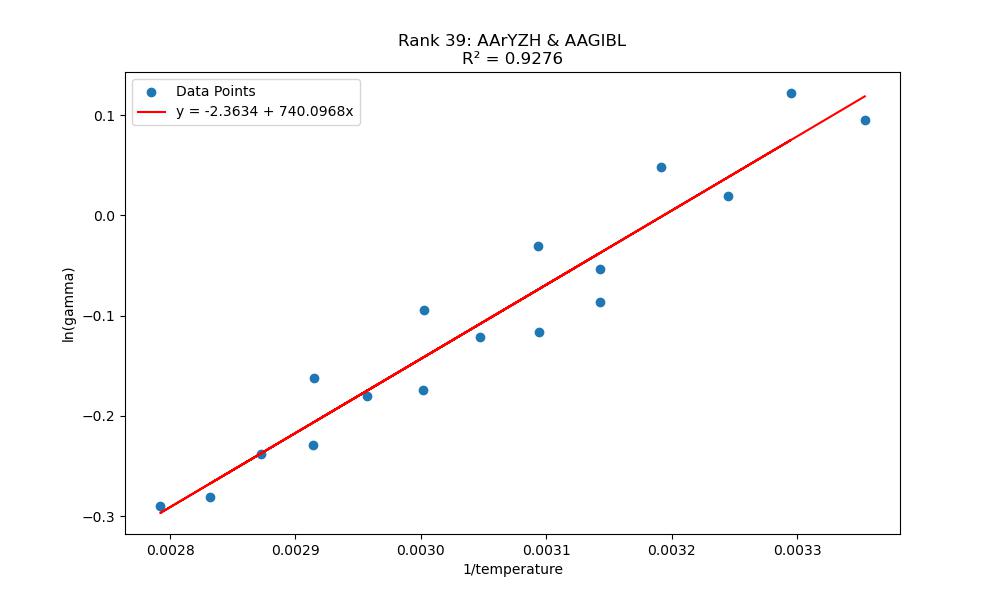 Rank 39: AArYZH & AAGIBL
R² = 0.9276
Data Points
y = -2.3634 + 740.0968x
0.1
0.0
−0.1
−0.2
−0.3
ln(gamma)
0.0028 0.0029 0.0030 0.0031 0.0032 0.0033
1/temperature